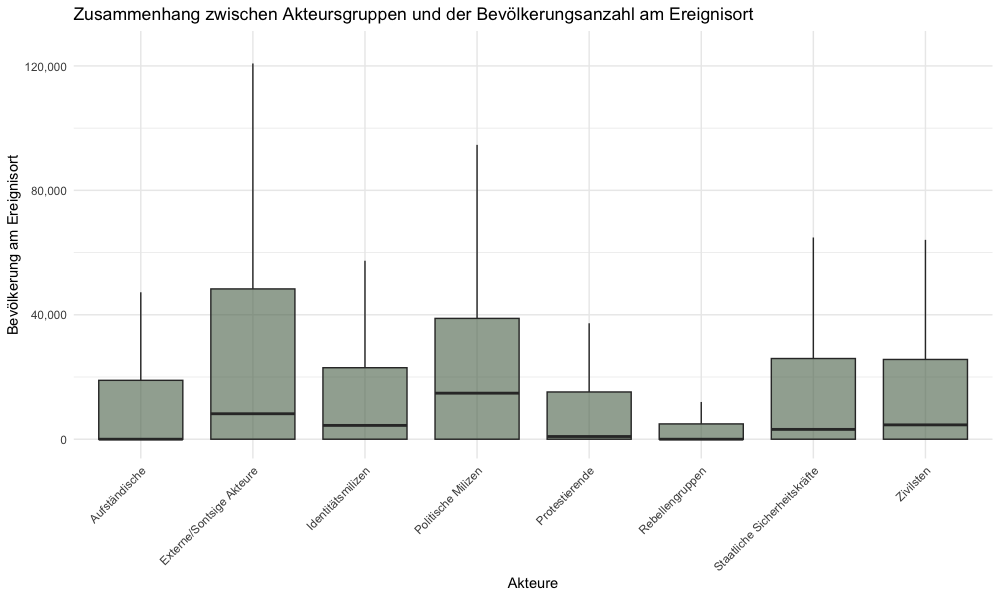 Zusammenhang zwischen Akteursgruppen und der Bevölkerungsanzahl am Ereignisort
Bevölkerung am Ereignisort
120,000
80,000
40,000
0
Aufständische
Externe/Sontsige Akteure
Identitätsmilizen
Politische Milizen
Protestierende
Rebellengruppen
Staatliche Sicherheitskräfte
Zivilsten
Akteure